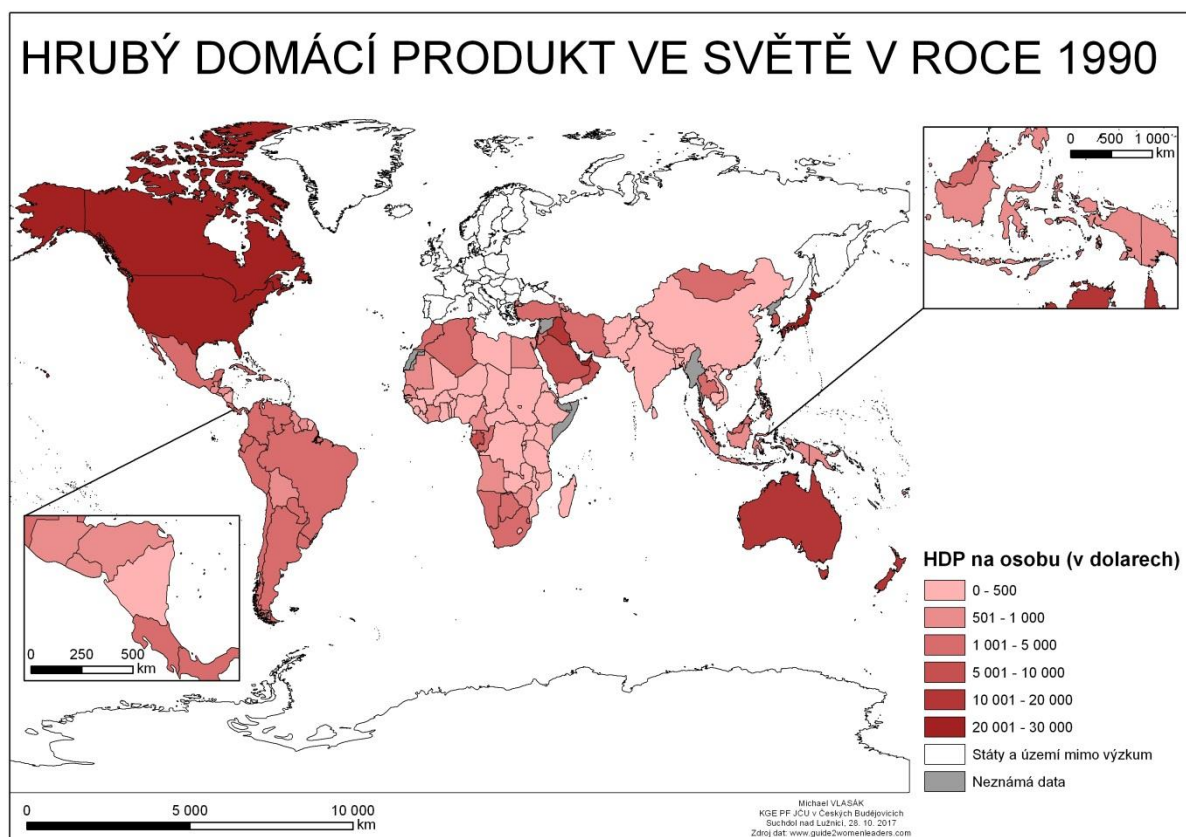 HRUBÝ DOMÁCÍ PRODUKT VE SVĚTĚ V ROCE 1990
0 500 1 000
km
0 250 500
km
HDP na osobu (v dolarech)
0 - 500
501 - 1 000
1 001 - 5 000
5 001 - 10 000
10 001 - 20 000
20 001 - 30 000
Státy a území mimo výzkum
Neznámá data
0 5 000 10 000
km
Michael VLASÁK
KGE PF JČU v Českých Budějovicích
Suchdol nad Lužnicí, 28. 10. 2017
Zdroj dat: www.guide2womenleaders.com